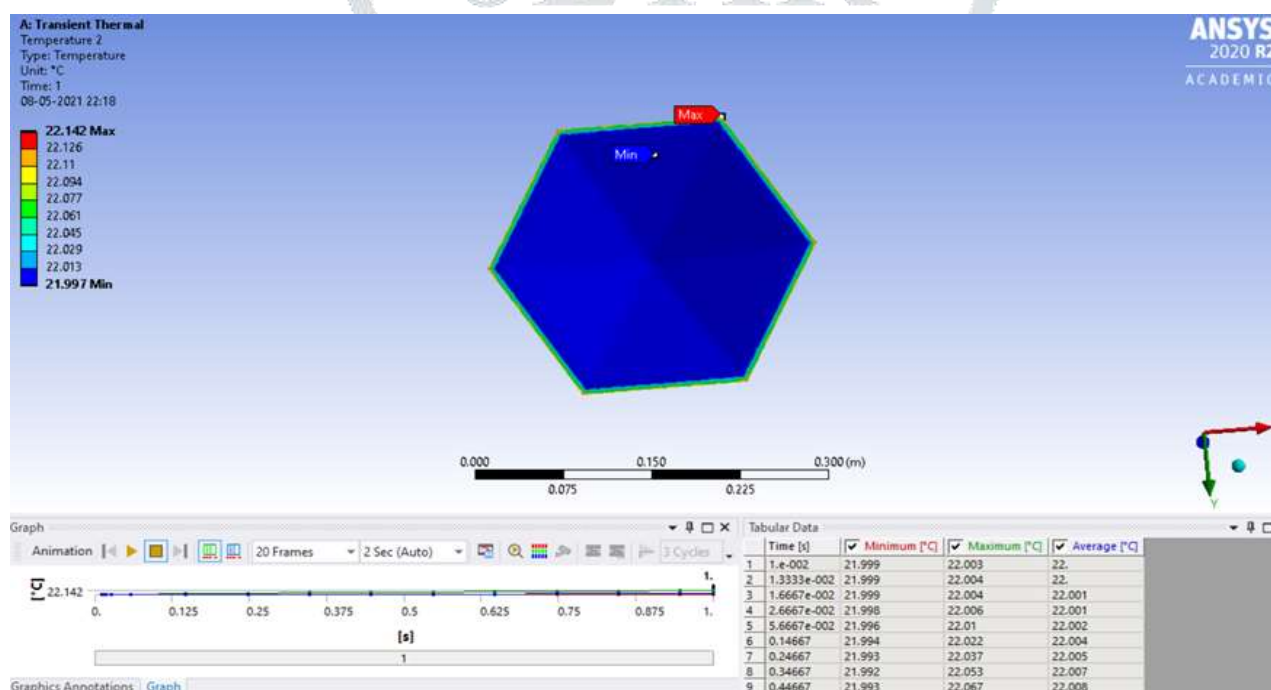 A: Transient Thermal
Temperature 2
Type: Temperature
Unit: °C
Time: 1
08-05-2021 22:18
22.142 Max
22.126
22.11
22.094
22.077
22.061
22.045
22.029
22.013
21.997 Min
ANSYS
2020 R2
ACADEMIC
Max
Min
0.000 0.150 0.300 (m)
0.075 0.225
Y
Graph
Animation 20 Frames 2 Sec (Auto) 3 Cycles
[°C]
22.142
1.
0. 0.125 0.25 0.375 0.5 0.625 0.75 0.875 1.
[s]
1
Graphics Annotations Graph
Tabular Data
Time [s] Minimum [°C] Maximum [°C] Average [°C]
1 1.e-002 21.999 22.003 22.
2 1.3333e-002 21.999 22.004 22.
3 1.6667e-002 21.999 22.004 22.001
4 2.6667e-002 21.998 22.006 22.001
5 5.6667e-002 21.996 22.01 22.002
6 0.14667 21.994 22.022 22.004
7 0.24667 21.993 22.037 22.005
8 0.34667 21.992 22.053 22.007
9 0.44667 21.993 22.067 22.008